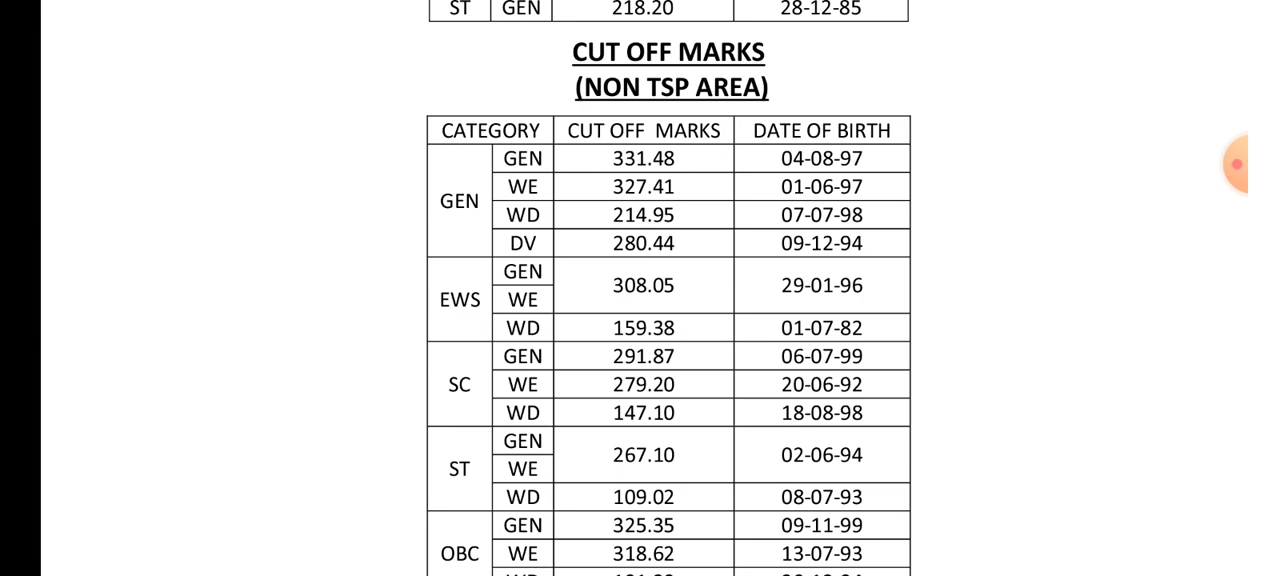 ST GEN 218.20 28-12-85
CUT OFF MARKS
(NON TSP AREA)
CATEGORY CUT OFF MARKS DATE OF BIRTH
GEN GEN 331.48 04-08-97
WE 327.41 01-06-97
WD 214.95 07-07-98
DV 280.44 09-12-94
EWS GEN 308.05 29-01-96
WE
WD 159.38 01-07-82
SC GEN 291.87 06-07-99
WE 279.20 20-06-92
WD 147.10 18-08-98
ST GEN 267.10 02-06-94
WE
WD 109.02 08-07-93
OBC GEN 325.35 09-11-99
WE 318.62 13-07-93